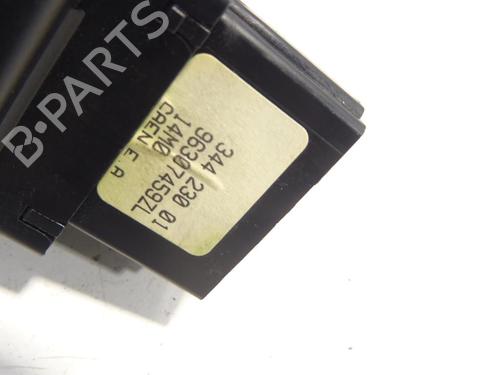 344 230 01
96307459ZL
14M0
CAEN E.A
B-PARTS